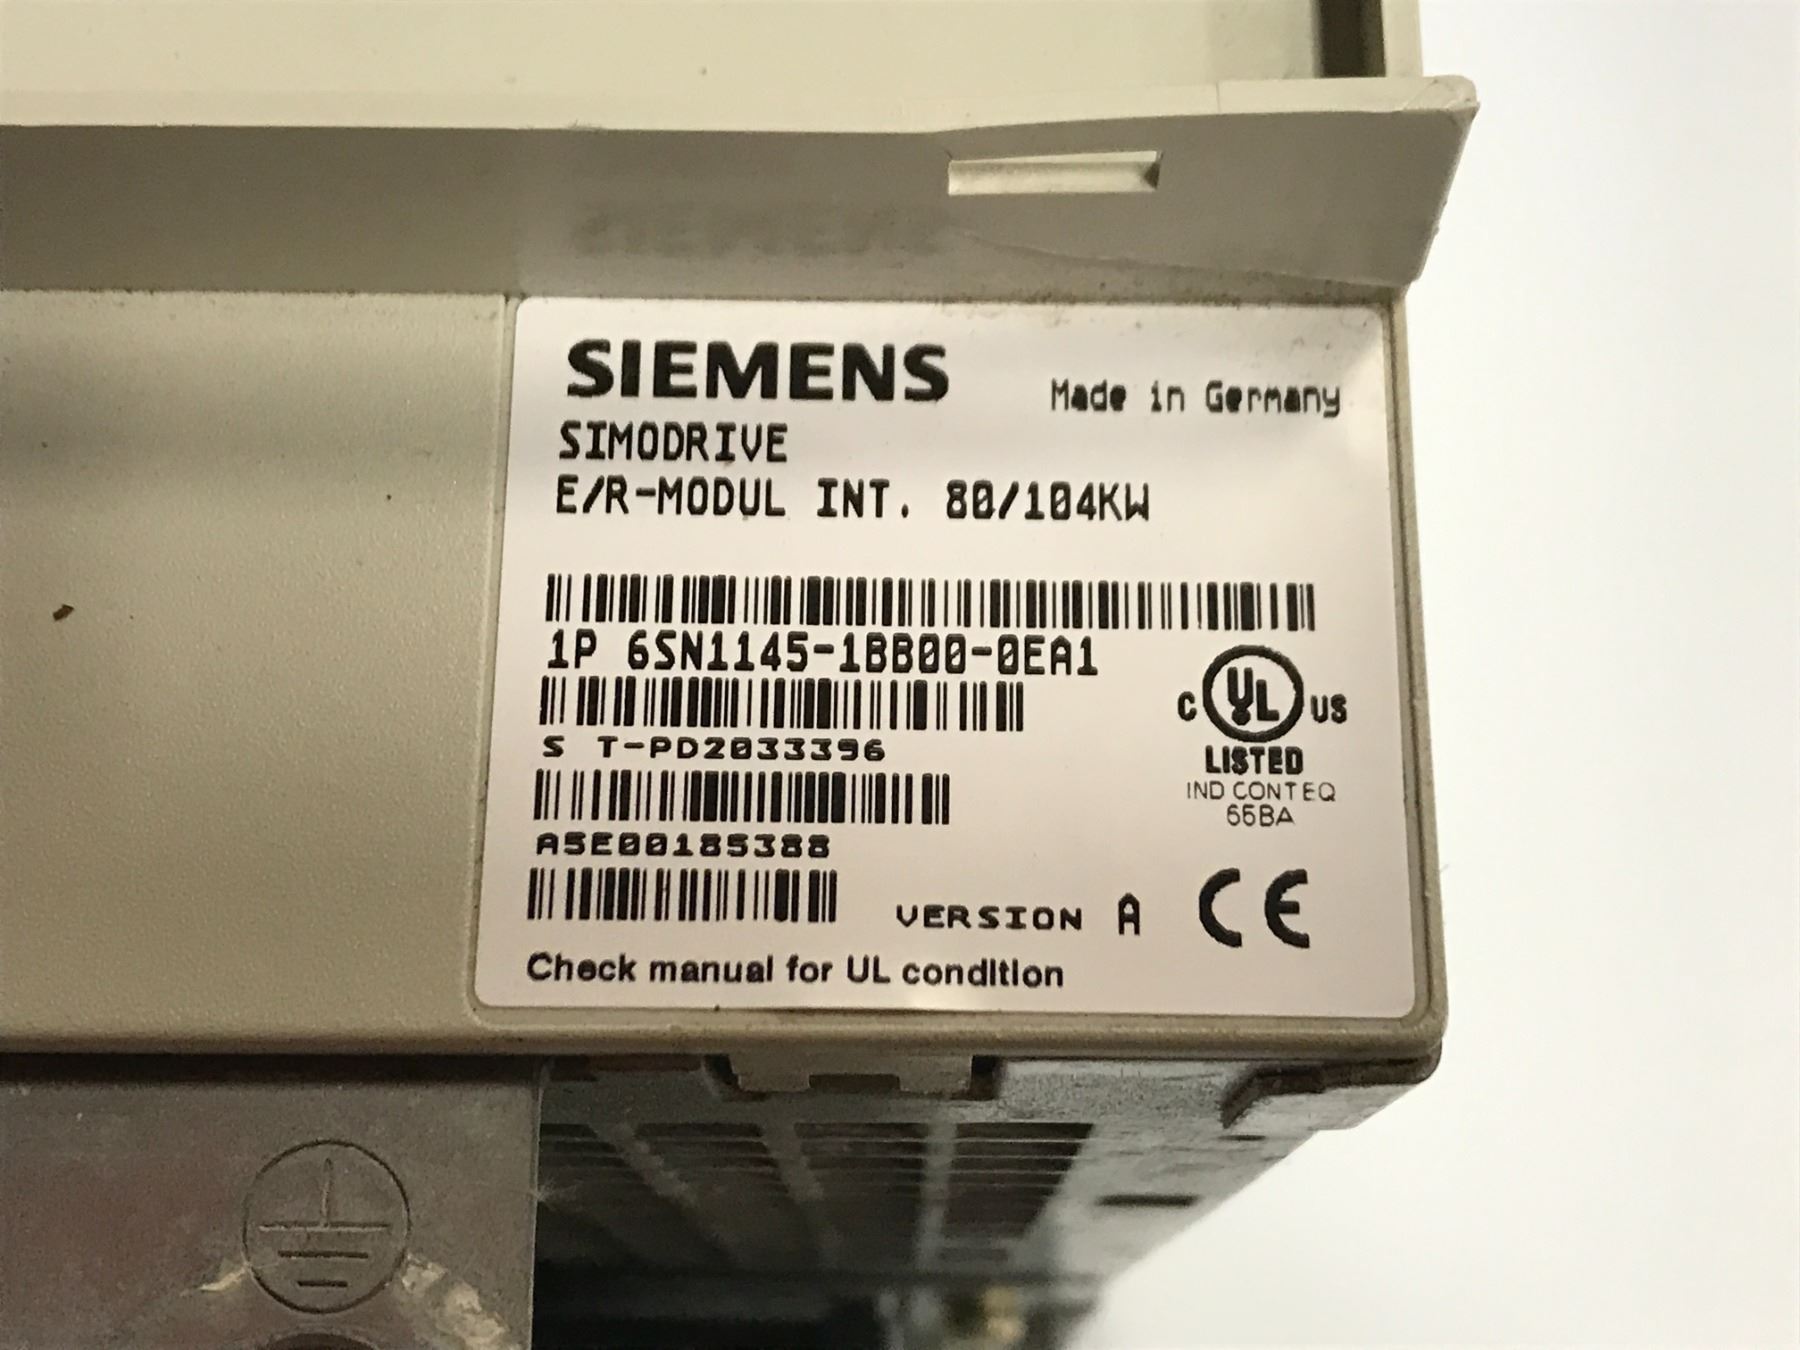 SIEMENS
Made in Germany
SIMODRIVE
E/R-MODUL INT. 80/104KW
1P 6SN1145-1BB00-0EA1
S T-PD2033396
C UL US
LISTED
IND CONT EQ
65BA
A5E00185388
VERSION A CE
Check manual for UL condition